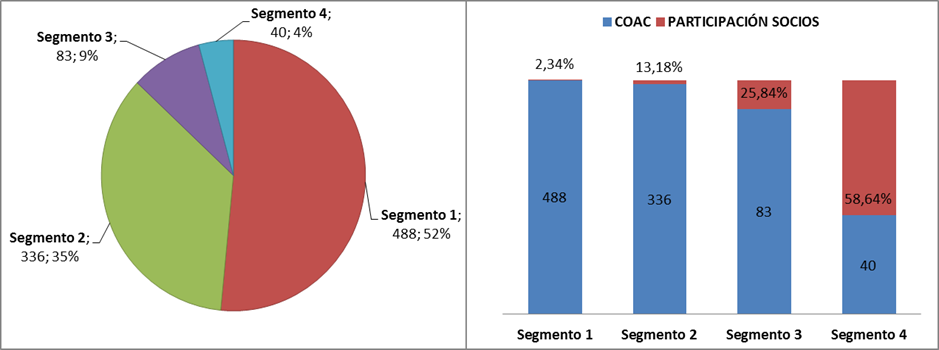 Segmento 4;
40; 4%
Segmento 3;
83; 9%
Segmento 1;
488; 52%
Segmento 2;
336; 35%
COAC PARTICIPACIÓN SOCIOS
2,34% 13,18%
25,84%
58,64%
488 336 83 40
Segmento 1 Segmento 2 Segmento 3 Segmento 4